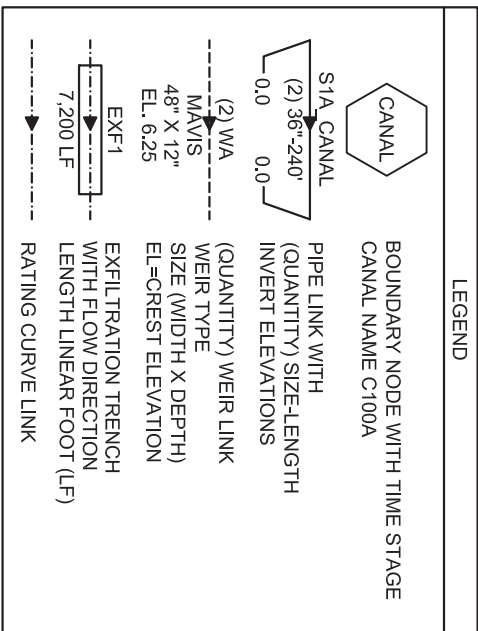 LEGEND
CANAL
BOUNDARY NODE WITH TIME STAGE
CANAL NAME C100A
S1A_CANAL
(2) 36"-240'
0.0 0.0
PIPE LINK WITH
(QUANTITY) SIZE-LENGTH
INVERT ELEVATIONS
(2) WA
MAVIS
48" X 12"
EL. 6.25
(QUANTITY) WEIR LINK
WEIR TYPE
SIZE (WIDTH X DEPTH)
EL=CREST ELEVATION
EXF1
7,200 LF
EXFILTRATION TRENCH
WITH FLOW DIRECTION
LENGTH LINEAR FOOT (LF)
RATING CURVE LINK